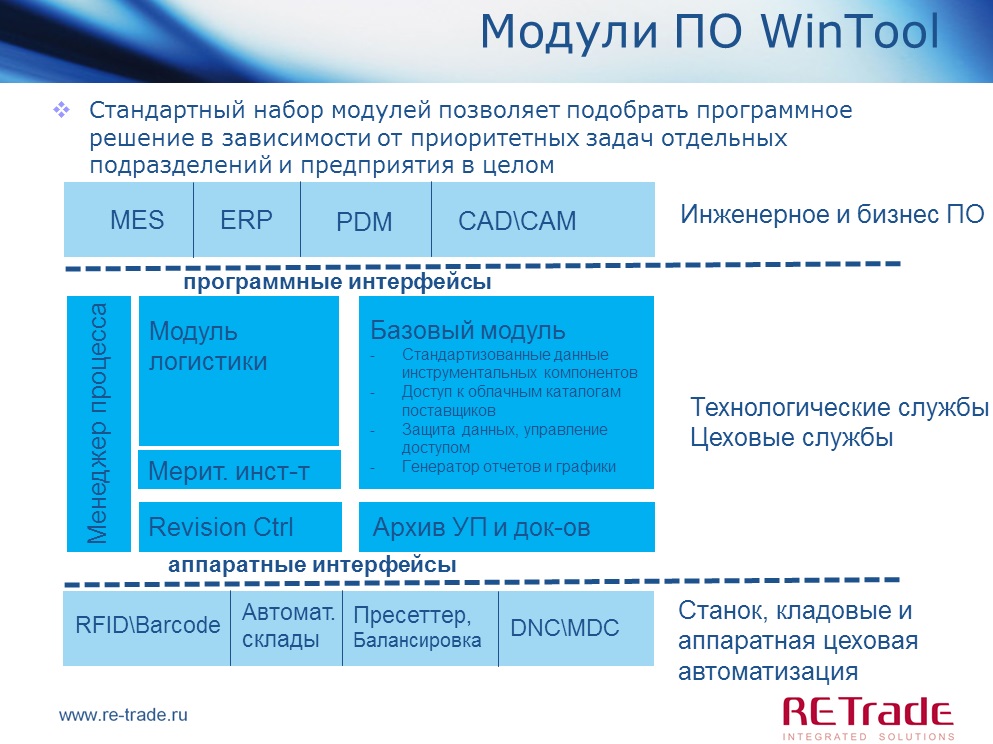 Модули ПО WinTool
❖ Стандартный набор модулей позволяет подобрать программное
решение в зависимости от приоритетных задач отдельных
подразделений и предприятия в целом
MES
ERP
PDM
CAD\CAM
Инженерное и бизнес ПО
программные интерфейсы
Менеджер процесса
Модуль
логистики
Мерит. инст-т
Revision Ctrl
Базовый модуль
- Стандартизованные данные
инструментальных компонентов
- Доступ к облачным каталогам
поставщиков
- Защита данных, управление
доступом
- Генератор отчетов и графики
Архив УП и док-ов
Технологические службы
Цеховые службы
аппаратные интерфейсы
RFID\Barcode
Автомат.
склады
Пресеттер,
Балансировка
DNC\MDC
Станок, кладовые и
аппаратная цеховая
автоматизация
www.re-trade.ru
RETrade
INTEGRATED SOLUTIONS